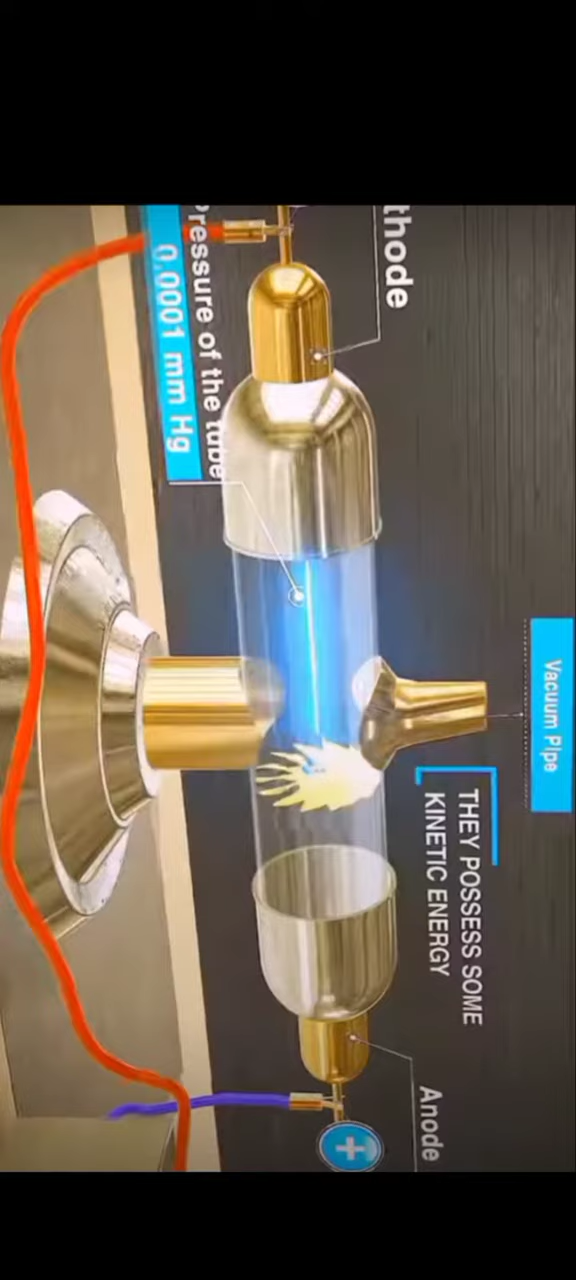 thode
Pressure of the tube
0.0001 mm Hg
Vacuum Pipe
THEY POSSESS SOME
KINETIC ENERGY
Anode
+